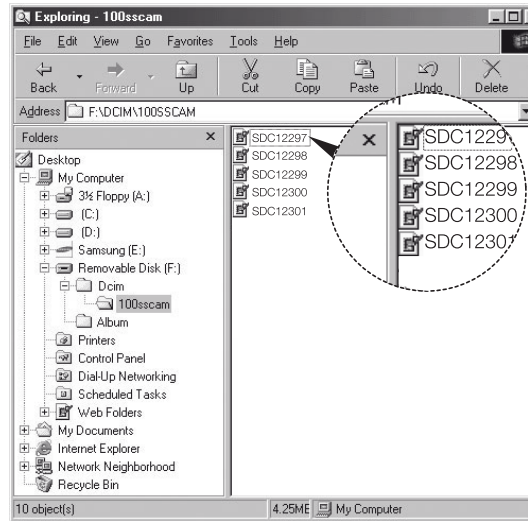 Exploring - 100sscam
File Edit View Go Favorites Tools Help
Back Forward Up Cut Copy Paste Undo Delete
Address F:\DCIM\100SSCAM
Folders
Desktop
My Computer
3½ Floppy (A:)
(C:)
(D:)
Samsung (E:)
Removable Disk (F:)
Dcim
100sscam
Album
Printers
Control Panel
Dial-Up Networking
Scheduled Tasks
Web Folders
My Documents
Internet Explorer
Network Neighborhood
Recycle Bin
SDC12297
SDC12298
SDC12299
SDC12300
SDC12301
SDC1229
SDC12298
SDC12299
SDC12300
SDC12301
10 object(s) 4.25MB My Computer